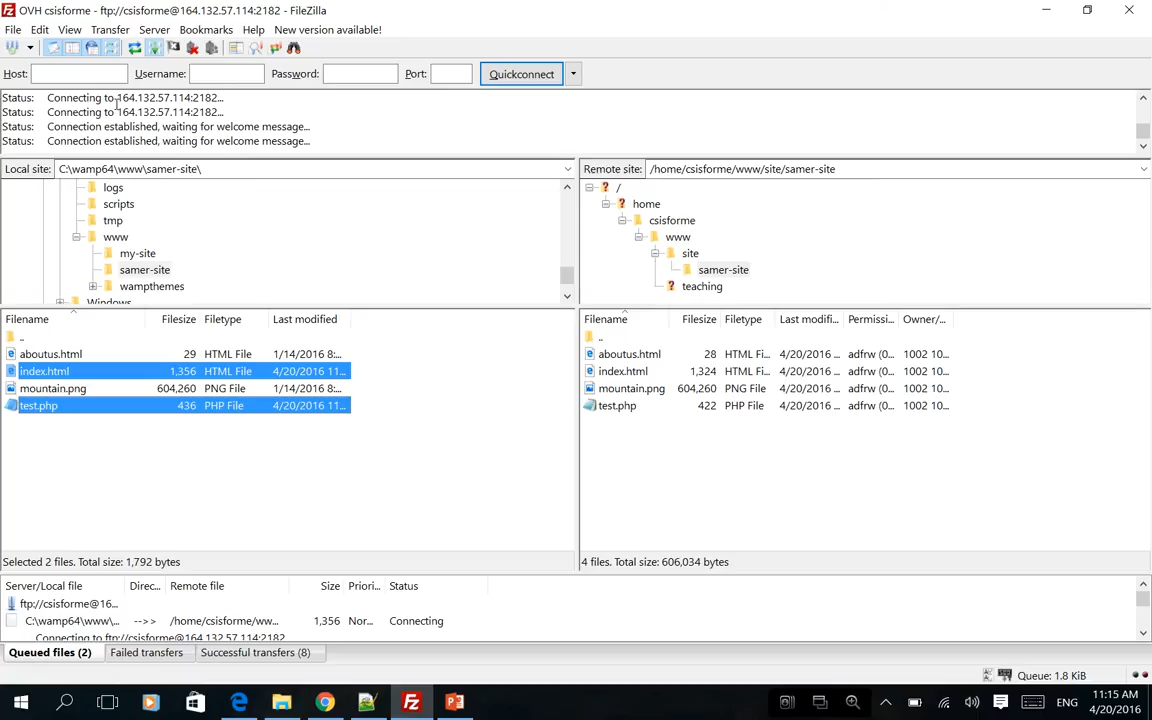 OVH csisforme - ftp://csisforme@164.132.57.114:2182 - FileZilla
File Edit View Transfer Server Bookmarks Help New version available!
Host: Username: Password: Port: Quickconnect
Status: Connecting to 164.132.57.114:2182...
Status: Connecting to 164.132.57.114:2182...
Status: Connection established, waiting for welcome message...
Status: Connection established, waiting for welcome message...
Local site: C:\wamp64\www\samer-site\ Remote site: /home/csisforme/www/site/samer-site
logs /
scripts home
tmp csisforme
www www
my-site site
samer-site samer-site
wampthemes teaching
Windows
Filename Filesize Filetype Last modified Filename Filesize Filetype Last modifi... Permissi... Owner/...
.. ..
aboutus.html 29 HTML File 1/14/2016 8:... aboutus.html 28 HTML Fi... 4/20/2016 ... adfrw (0... 1002 10...
index.html 1,356 HTML File 4/20/2016 11... index.html 1,324 HTML Fi... 4/20/2016 ... adfrw (0... 1002 10...
mountain.png 604,260 PNG File 1/14/2016 8:... mountain.png 604,260 PNG File 4/20/2016 ... adfrw (0... 1002 10...
test.php 436 PHP File 4/20/2016 11... test.php 422 PHP File 4/20/2016 ... adfrw (0... 1002 10...
Selected 2 files. Total size: 1,792 bytes 4 files. Total size: 606,034 bytes
Server/Local file Direc... Remote file Size Priori... Status
ftp://csisforme@16...
C:\wamp64\www\... -->> /home/csisforme/ww... 1,356 Nor... Connecting
Connecting to ftp://csisforme@164.132.57.114:2182
Queued files (2) Failed transfers Successful transfers (8)
Queue: 1.8 KiB
ENG 11:15 AM
4/20/2016